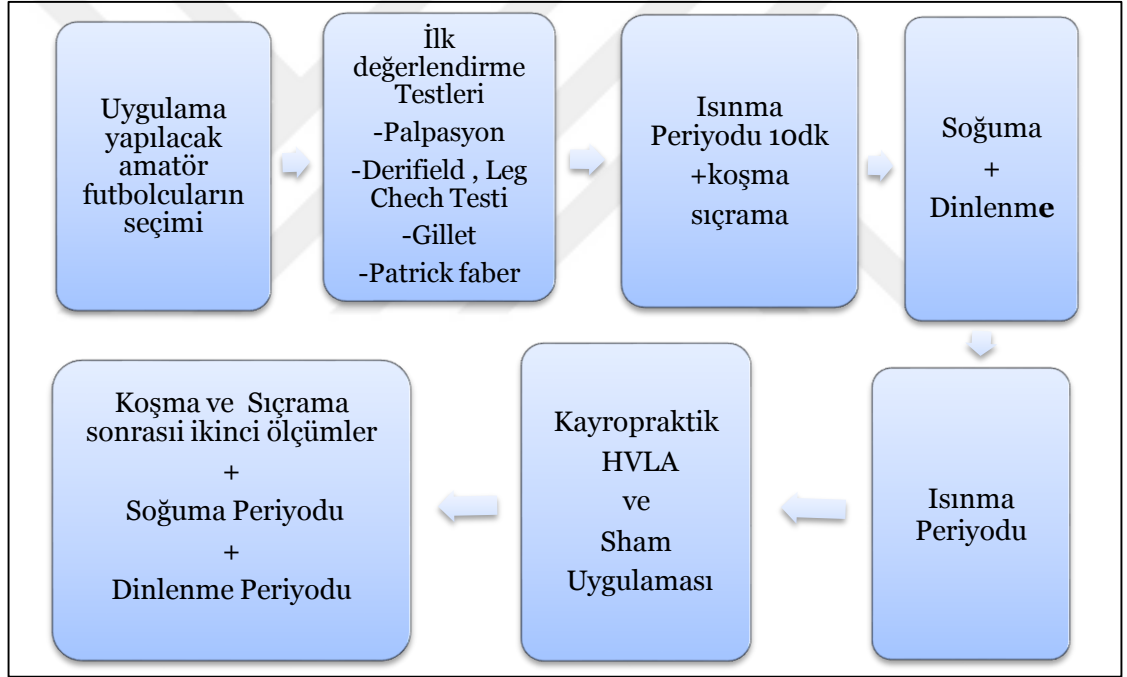 Uygulama
yapılacak
amatör
futbolcuların
seçimi
İlk
değerlendirme
Testleri
-Palpasyon
-Derifield , Leg
Chech Testi
-Gillet
-Patrick faber
Isınma
Periyodu 10dk
+koşma
sıçrama
Soğuma
+
Dinlenme
Isınma
Periyodu
Kayropraktik
HVLA
ve
Sham
Uygulaması
Koşma ve Sıçrama
sonrasıi ikinci ölçümler
+
Soğuma Periyodu
+
Dinlenme Periyodu